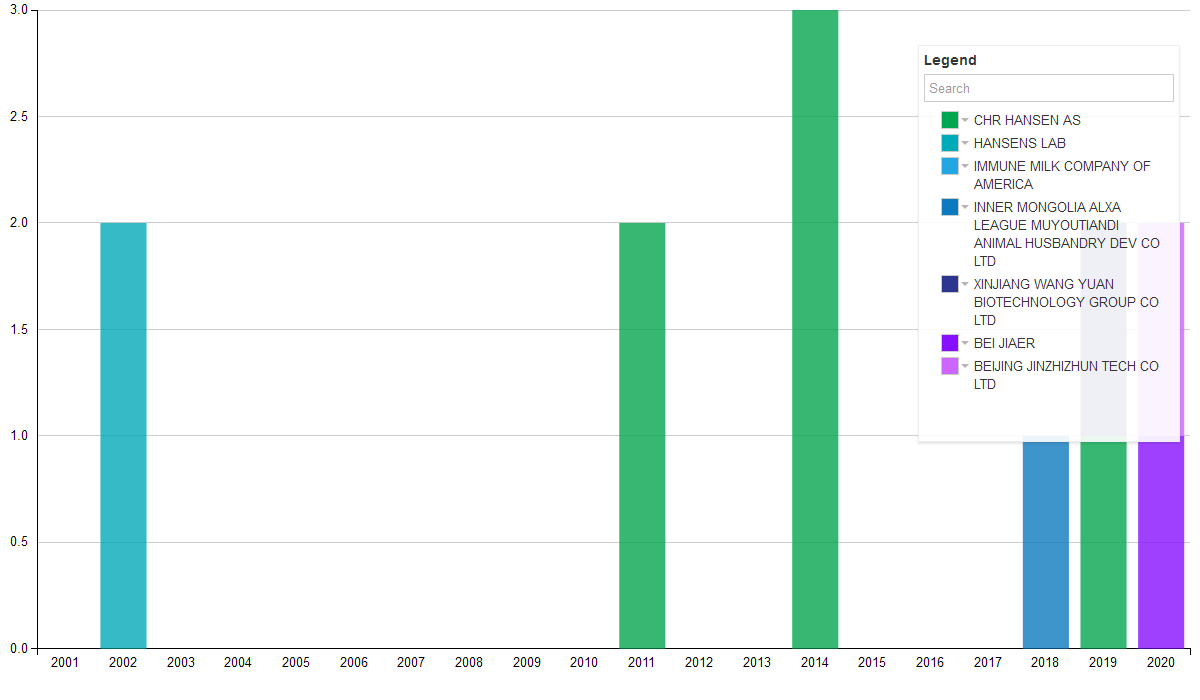 3.0
2.5
2.0
1.5
1.0
0.5
0.0
Legend
Search
CHR HANSEN AS
HANSENS LAB
IMMUNE MILK COMPANY OF
AMERICA
INNER MONGOLIA ALXA
LEAGUE MUYOUTIANDI
ANIMAL HUSBANDRY DEV CO
LTD
XINJIANG WANG YUAN
BIOTECHNOLOGY GROUP CO
LTD
BEI JIAER
BEIJING JINZHIZHUN TECH CO
LTD
2001 2002 2003 2004 2005 2006 2007 2008 2009 2010 2011 2012 2013 2014 2015 2016 2017 2018 2019 2020